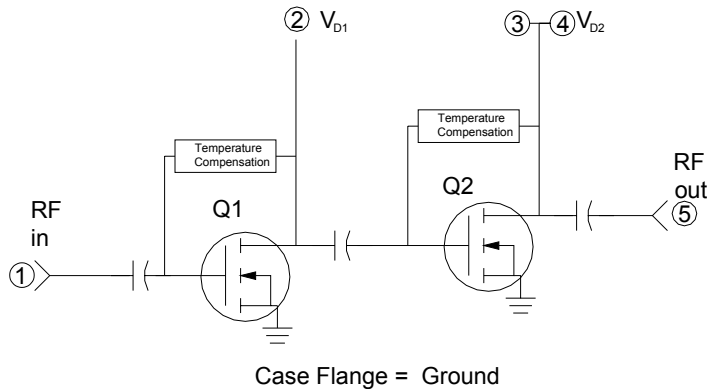 ② V_D1
③ ④ V_D2
Temperature
Compensation
Temperature
Compensation
RF
in
Q1
Q2
RF
out
①
⑤
Case Flange = Ground